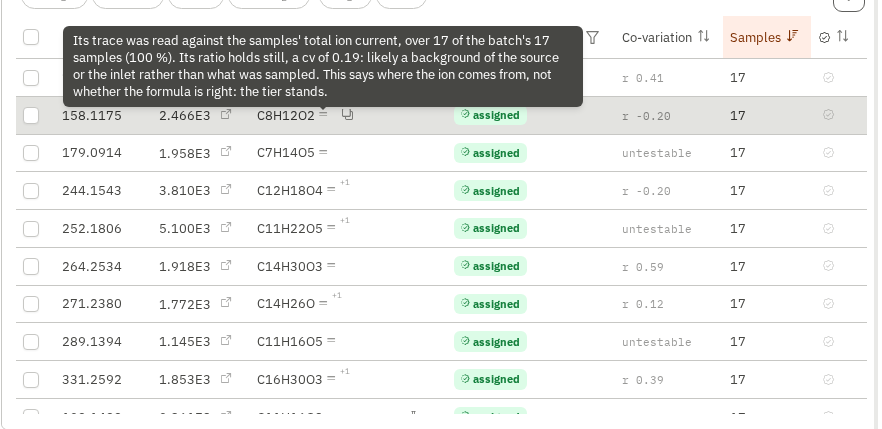 Its trace was read against the samples' total ion current, over 17 of the batch's 17
samples (100 %). Its ratio holds still, a cv of 0.19: likely a background of the source
or the inlet rather than what was sampled. This says where the ion comes from, not
whether the formula is right: the tier stands.
Co-variation Samples
r 0.41 17
158.1175 2.466E3 C8H12O2 = assigned r -0.20 17
179.0914 1.958E3 C7H14O5 = assigned untestable 17
244.1543 3.810E3 C12H18O4 = +1 assigned r -0.20 17
252.1806 5.100E3 C11H22O5 = +1 assigned untestable 17
264.2534 1.918E3 C14H30O3 = assigned r 0.59 17
271.2380 1.772E3 C14H26O = +1 assigned r 0.12 17
289.1394 1.145E3 C11H16O5 = assigned untestable 17
331.2592 1.853E3 C16H30O3 = +1 assigned r 0.39 17